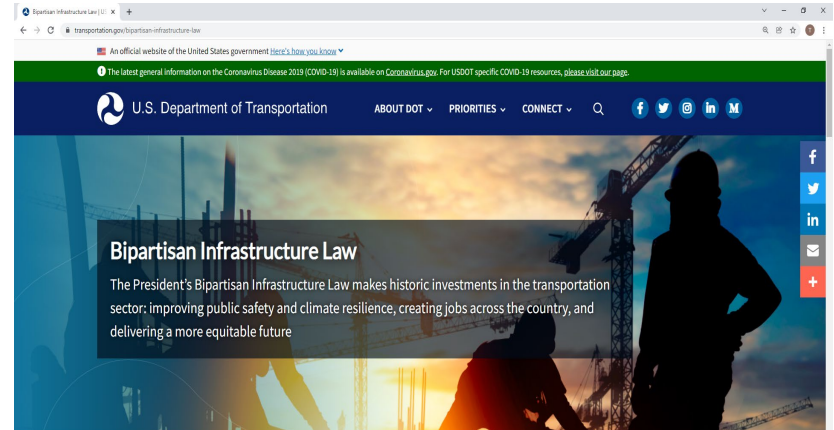 Bipartisan Infrastructure Law | U
transportation.gov/bipartisan-infrastructure-law
An official website of the United States government Here's how you know
The latest general information on the Coronavirus Disease 2019 (COVID-19) is available on Coronavirus.gov. For USDOT specific COVID-19 resources, please visit our page.
U.S. Department of Transportation ABOUT DOT PRIORITIES CONNECT
Bipartisan Infrastructure Law
The President's Bipartisan Infrastructure Law makes historic investments in the transportation
sector: improving public safety and climate resilience, creating jobs across the country, and
delivering a more equitable future